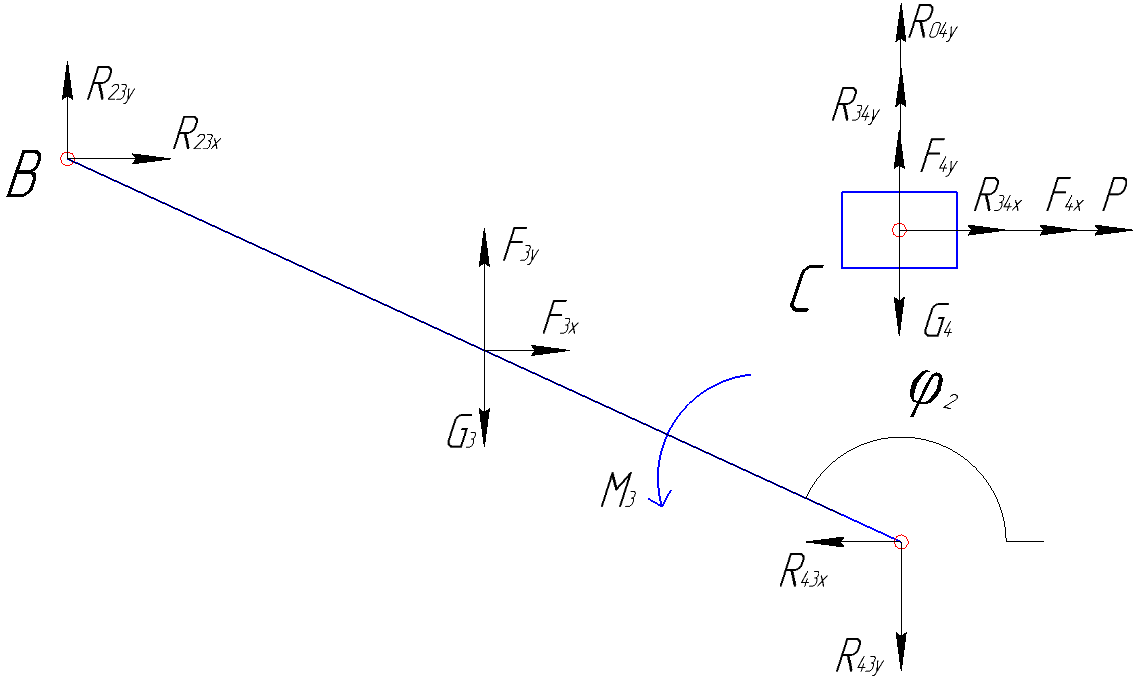 R04y
R23y
R34y
R23x
B
F4y
R34x F4x P
F3y
C
G4
F3x
φ2
G3
M3
R43x
R43y